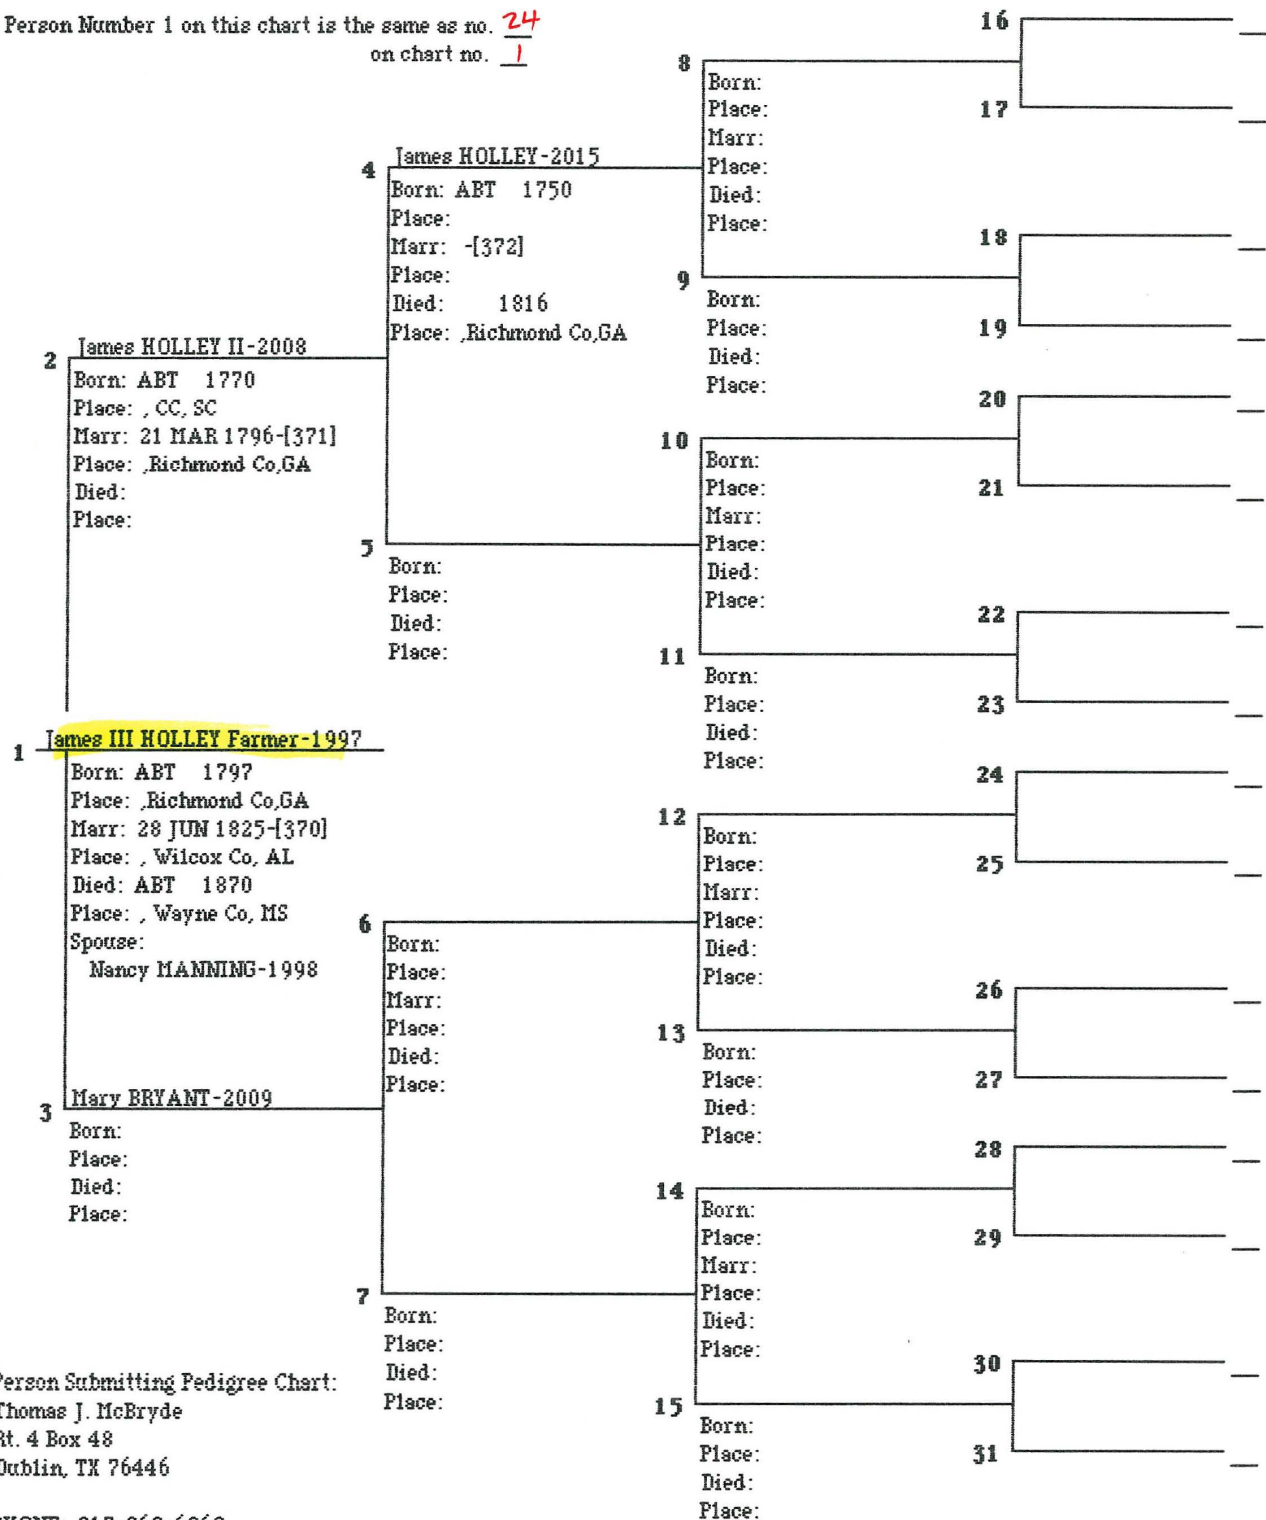 Person Number 1 on this chart is the same as no. 24
on chart no. 1
16
17
8
Born:
Place:
Marr:
Place:
Died:
Place:
4
James HOLLEY-2015
Born: ABT 1750
Place:
Marr: -[372]
Place:
Died: 1816
Place: ,Richmond Co,GA
18
9
Born:
Place:
Died:
Place:
19
2
James HOLLEY II-2008
Born: ABT 1770
Place: , CC, SC
Marr: 21 MAR 1796-[371]
Place: ,Richmond Co,GA
Died:
Place:
20
10
Born:
Place:
Marr:
Place:
Died:
Place:
21
5
Born:
Place:
Died:
Place:
22
11
Born:
Place:
Died:
Place:
23
1
James III HOLLEY Farmer-1997
Born: ABT 1797
Place: ,Richmond Co,GA
Marr: 28 JUN 1825-[370]
Place: , Wilcox Co, AL
Died: ABT 1870
Place: , Wayne Co, MS
Spouse:
Nancy MANNING-1998
24
12
Born:
Place:
Marr:
Place:
Died:
Place:
25
6
Born:
Place:
Marr:
Place:
Died:
Place:
26
13
Born:
Place:
Died:
Place:
27
3
Mary BRYANT-2009
Born:
Place:
Died:
Place:
28
14
Born:
Place:
Marr:
Place:
Died:
Place:
29
7
Born:
Place:
Died:
Place:
30
15
Born:
Place:
Died:
Place:
31
Person Submitting Pedigree Chart:
Thomas J. McBryde
Rt. 4 Box 48
Dublin, TX 76446